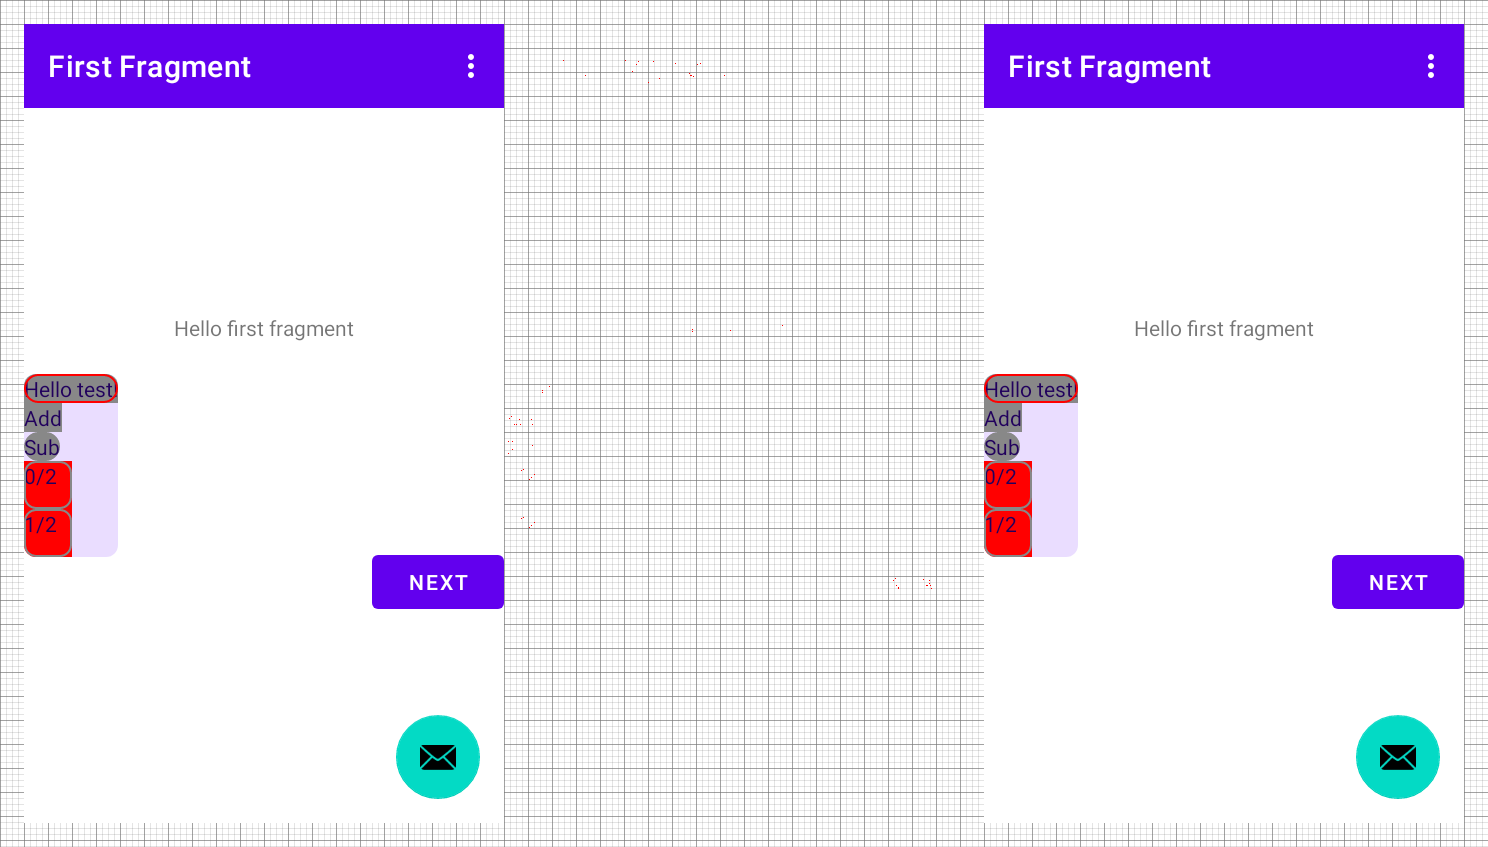 First Fragment
Hello first fragment
Hello test!
Add
Sub
0/2
1/2
NEXT
First Fragment
Hello first fragment
Hello test!
Add
Sub
0/2
1/2
NEXT